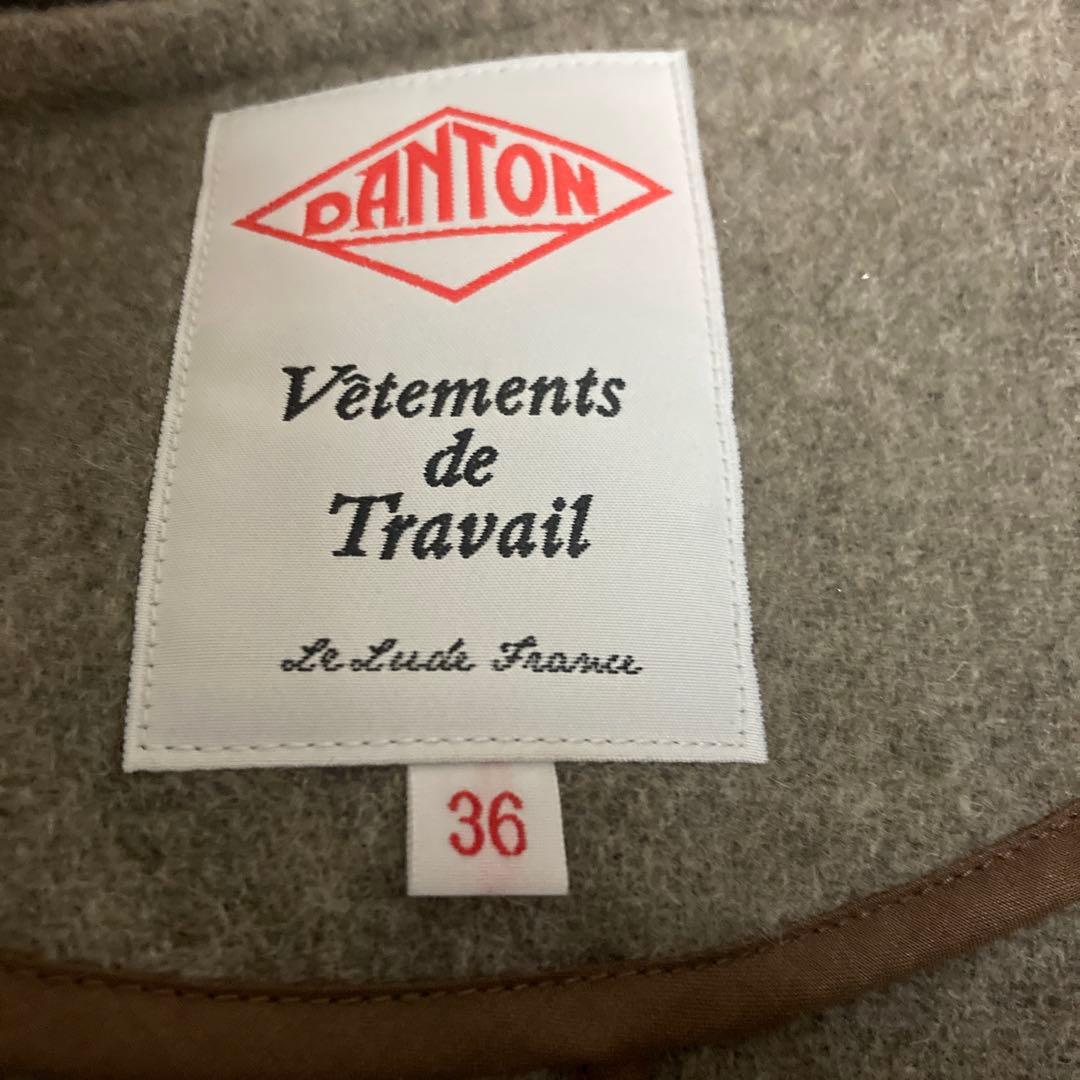 DANTON
Vêtements
de
Travail
Le Lude France
36